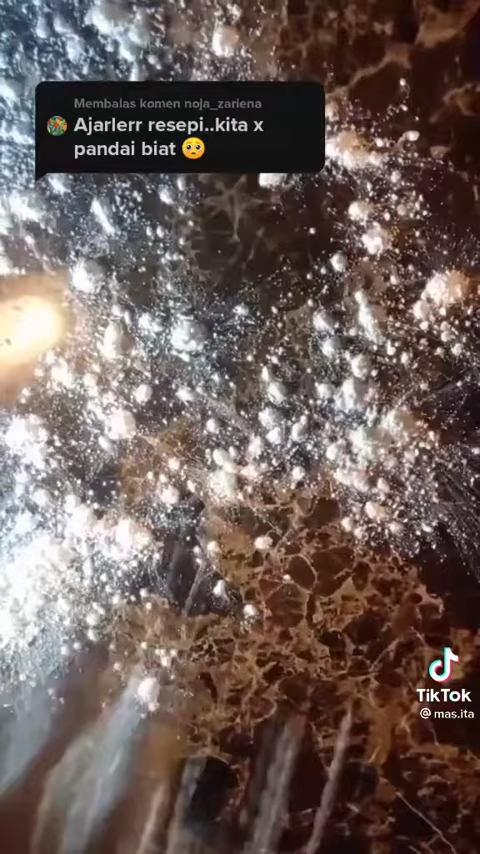 Membalas komen noja_zariena
Ajarlerr resepi..kita x
pandai biat 🥺
TikTok
@mas.ita